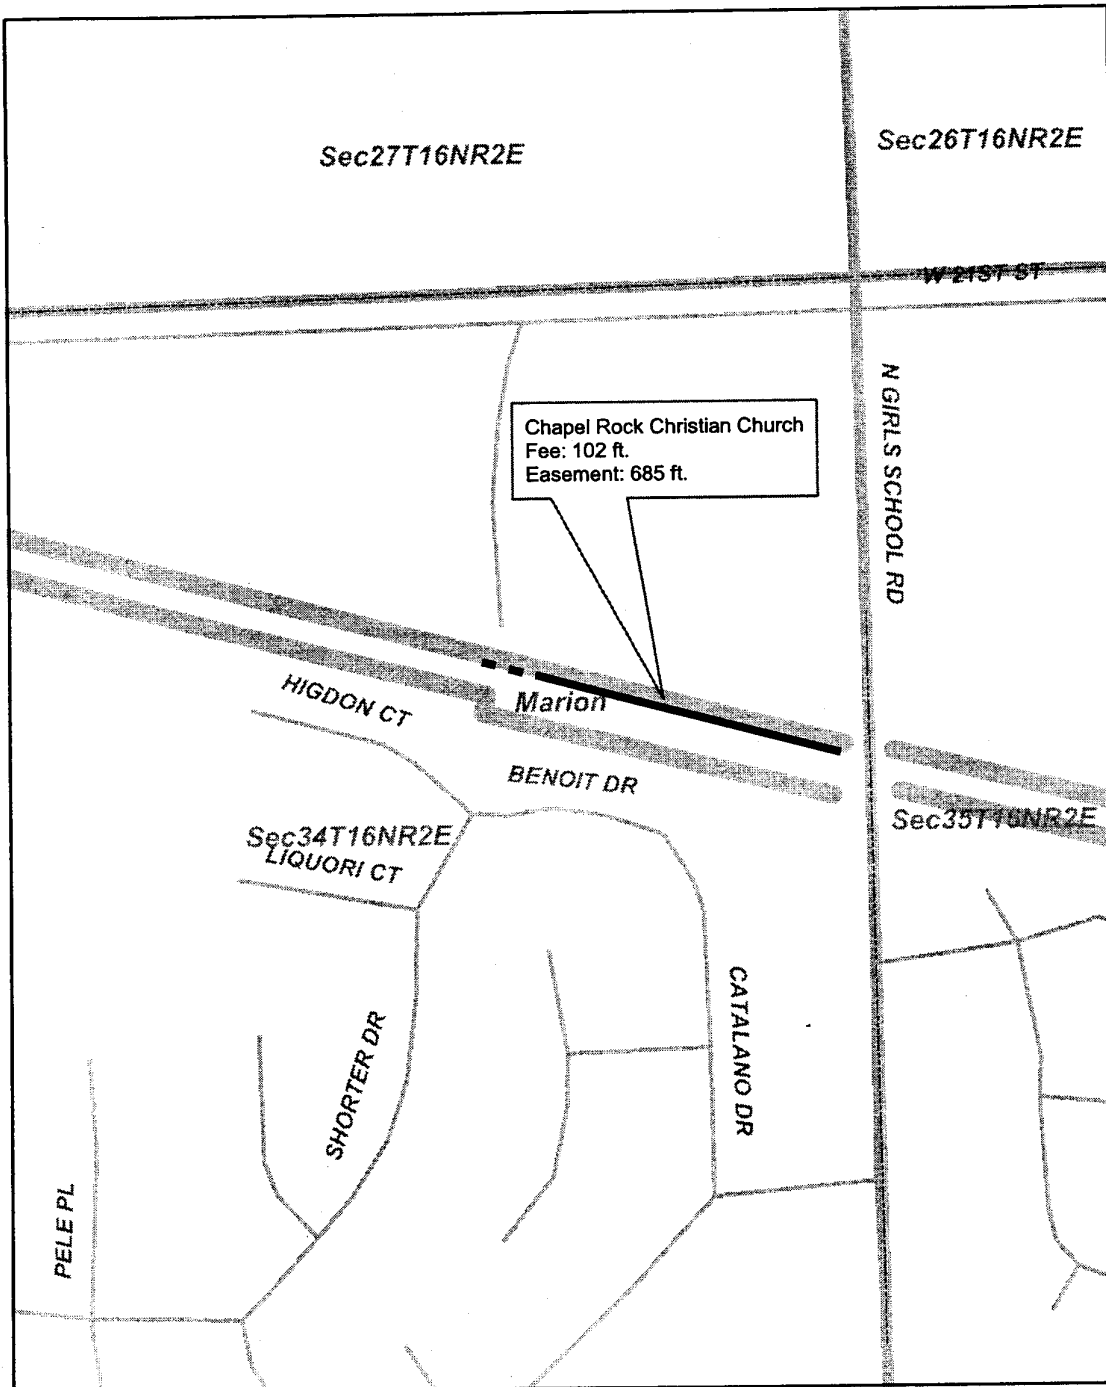 Sec27T16NR2E
Sec26T16NR2E
W 21ST ST
N GIRLS SCHOOL RD
Chapel Rock Christian Church
Fee: 102 ft.
Easement: 685 ft.
HIGDON CT
Marion
BENOIT DR
Sec34T16NR2E
Sec35T16NR2E
LIQUORI CT
CATALANO DR
SHORTER DR
PELE PL